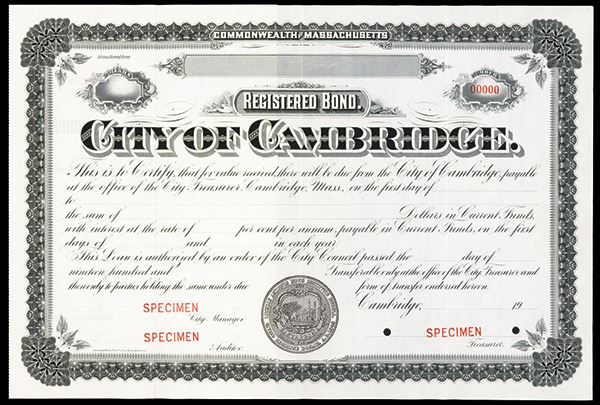 COMMONWEALTH OF MASSACHUSETTS
NUMBER
NUMBER
00000
REGISTERED BOND.
CITY OF CAMBRIDGE.
This is to Certify, that for value received, there will be due from the City of Cambridge, payable
at the office of the City Treasurer, Cambridge, Mass., on the first day of
to
the sum of Dollars in Current Funds,
with interest at the rate of per cent per annum, payable in Current Funds, on the first
days of and in each year.
This Loan is authorized by an order of the City Council passed the day of
nineteen hundred and Transferable only at the office of the City Treasurer and
then only to parties holding the same under due form of transfer endorsed hereon.
Cambridge, 19
SPECIMEN
City Manager.
SPECIMEN
Auditor.
SPECIMEN
Treasurer.